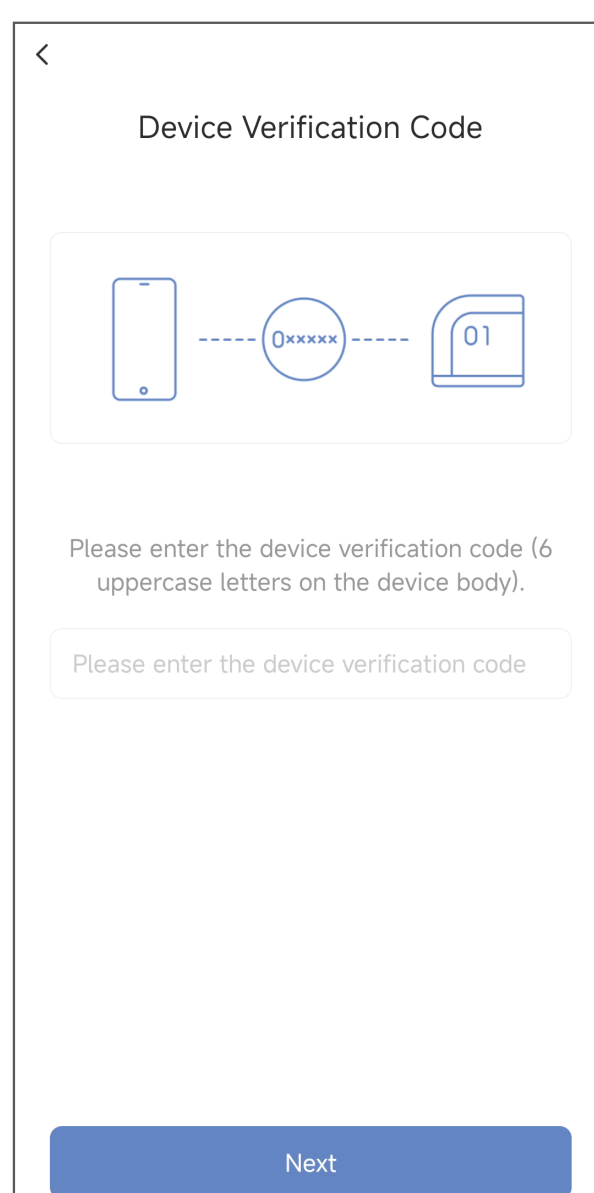 Device Verification Code
0×××××
01
Please enter the device verification code (6
uppercase letters on the device body).
Please enter the device verification code
Next